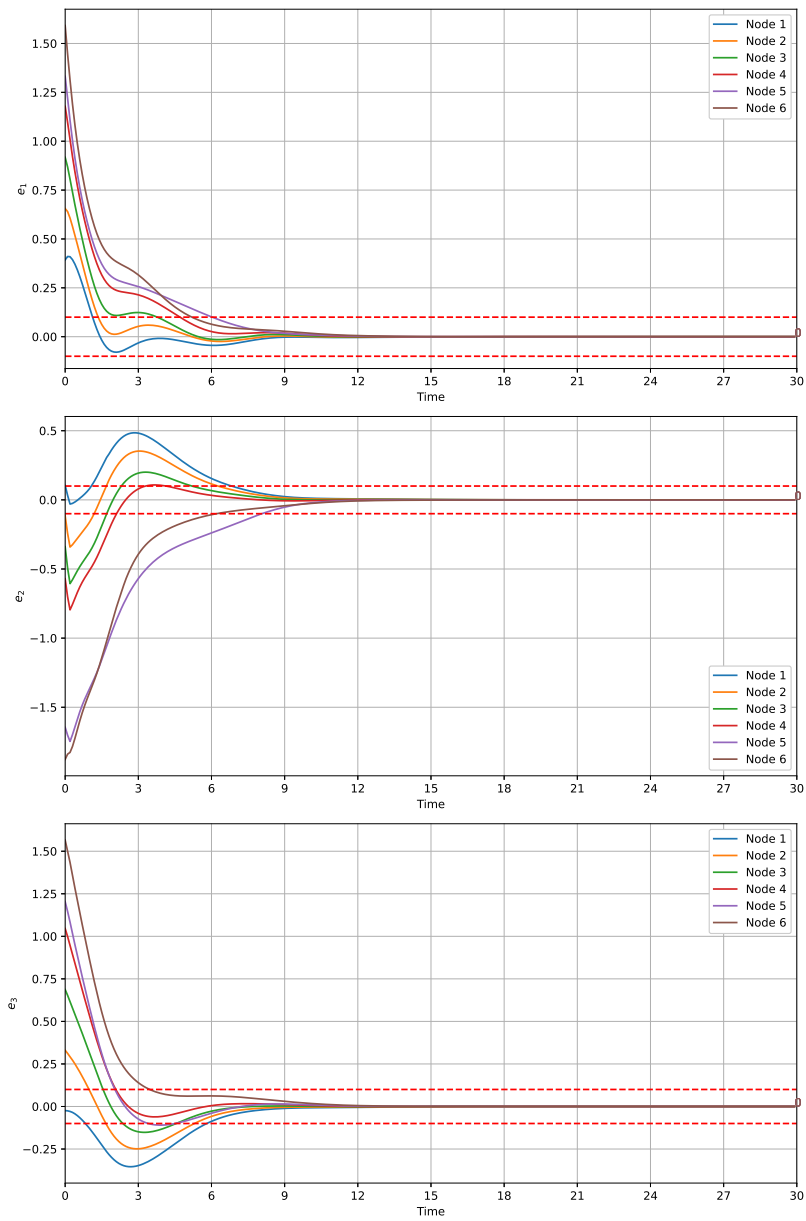 1.50
1.25
1.00
0.75
0.50
0.25
0.00
e₁
Node 1
Node 2
Node 3
Node 4
Node 5
Node 6
0 3 6 9 12 15 18 21 24 27 30
Time
0.5
0.0
−0.5
−1.0
−1.5
e₂
Node 1
Node 2
Node 3
Node 4
Node 5
Node 6
0 3 6 9 12 15 18 21 24 27 30
Time
1.50
1.25
1.00
0.75
0.50
0.25
0.00
−0.25
e₃
Node 1
Node 2
Node 3
Node 4
Node 5
Node 6
0 3 6 9 12 15 18 21 24 27 30
Time